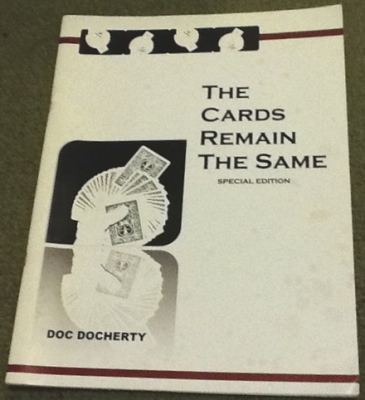 THE
CARDS
REMAIN
THE SAME
SPECIAL EDITION
DOC DOCHERTY